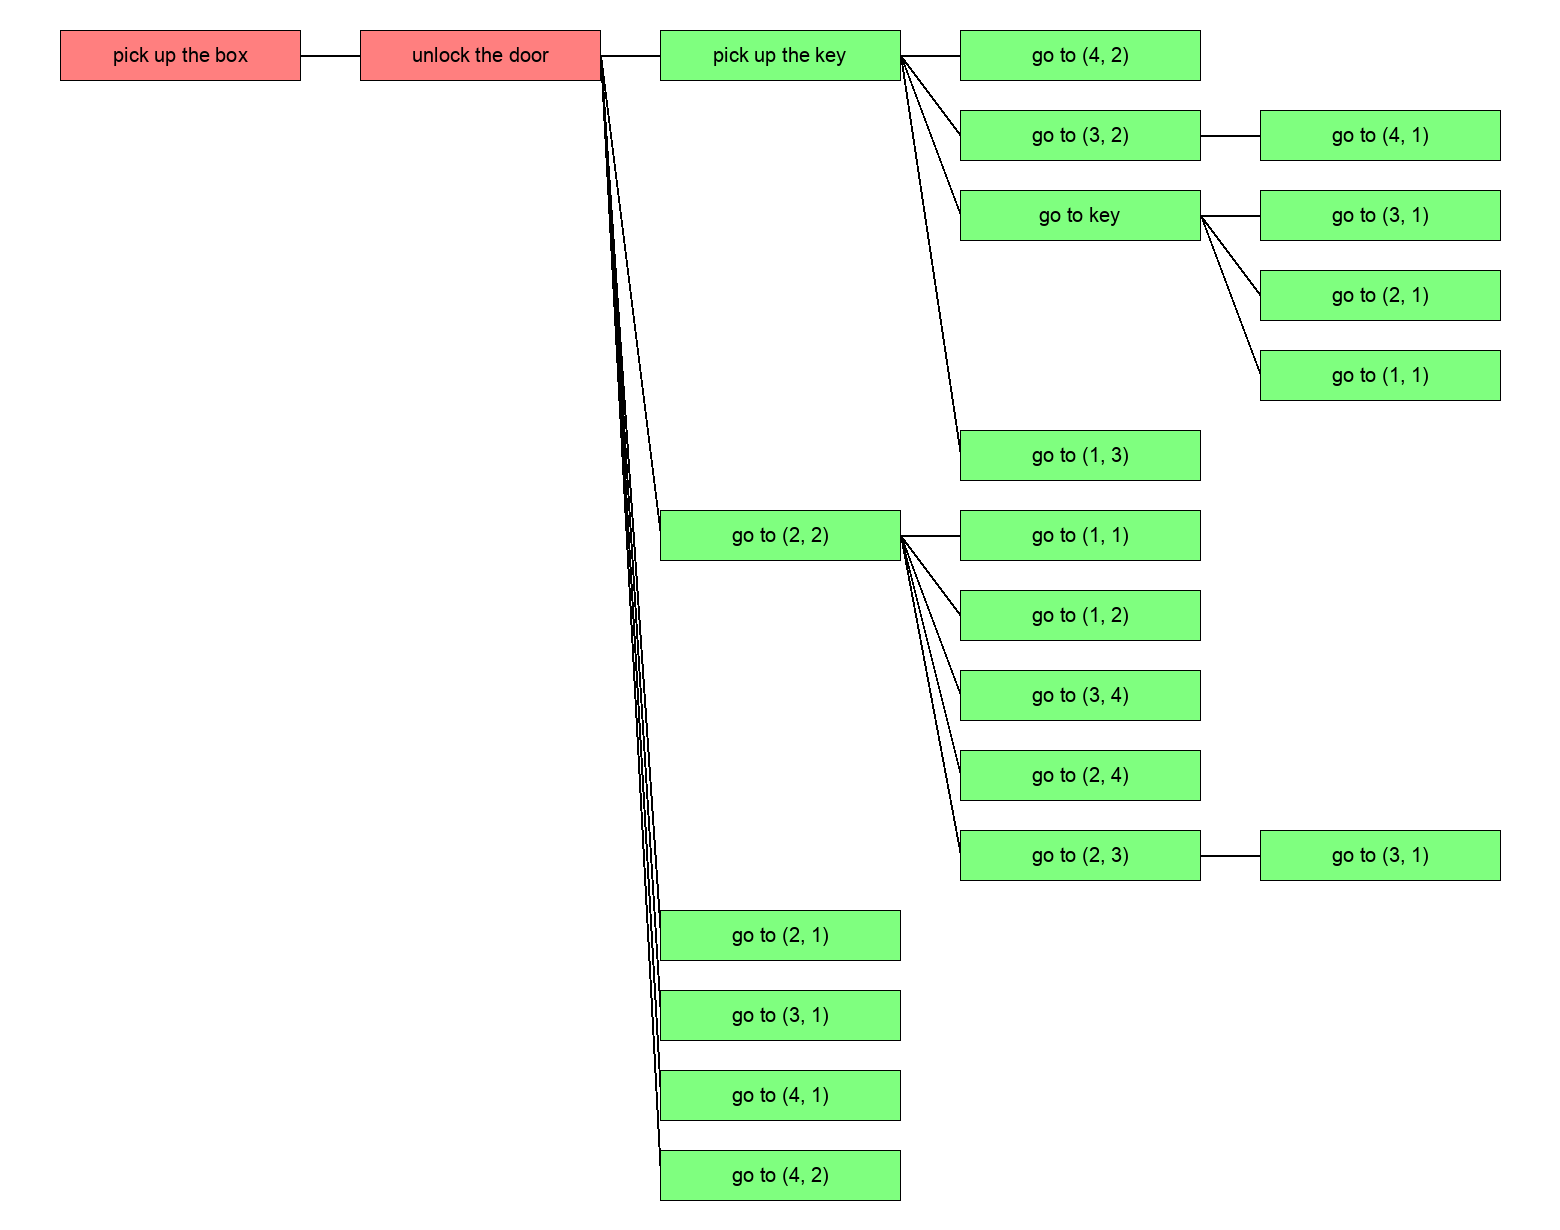 pick up the box
unlock the door
pick up the key
go to (4, 2)
go to (3, 2)
go to (4, 1)
go to key
go to (3, 1)
go to (2, 1)
go to (1, 1)
go to (1, 3)
go to (2, 2)
go to (1, 1)
go to (1, 2)
go to (3, 4)
go to (2, 4)
go to (2, 3)
go to (3, 1)
go to (2, 1)
go to (3, 1)
go to (4, 1)
go to (4, 2)